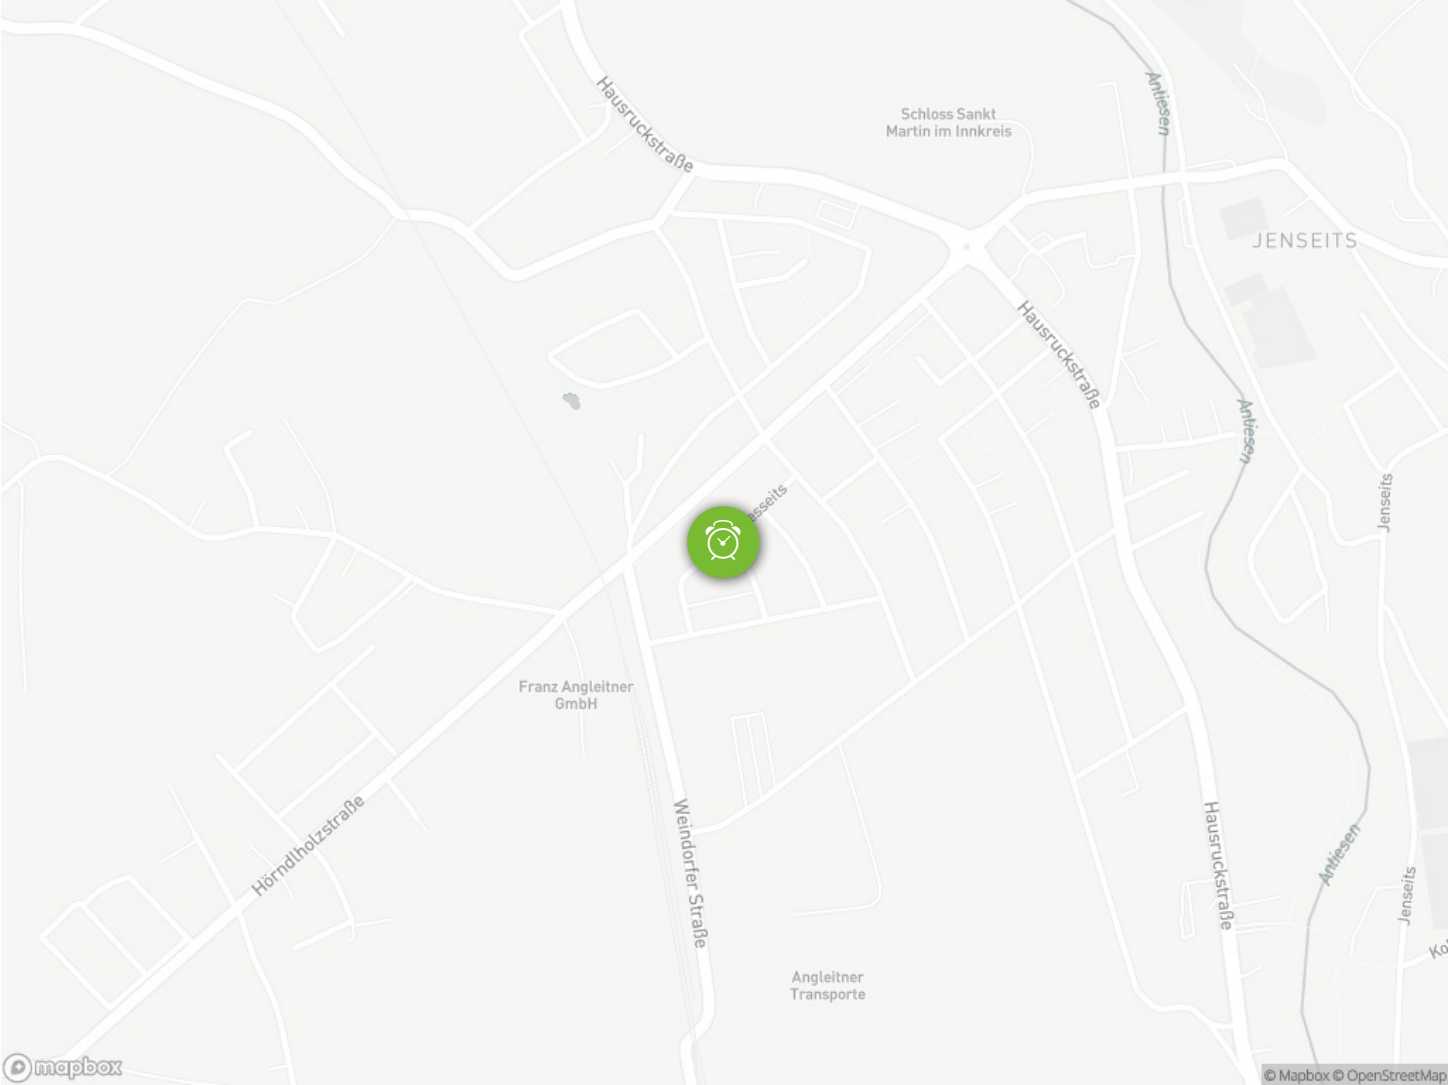 Hausruckstraße
Schloss Sankt
Martin im Innkreis
Antiesen
JENSEITS
Hausruckstraße
Antiesen
Jenseits
Franz Angleitner
GmbH
Hörndlholzstraße
Weindorfer Straße
Hausruckstraße
Antiesen
Jenseits
Angleitner
Transporte
mapbox
© Mapbox © OpenStreetMap